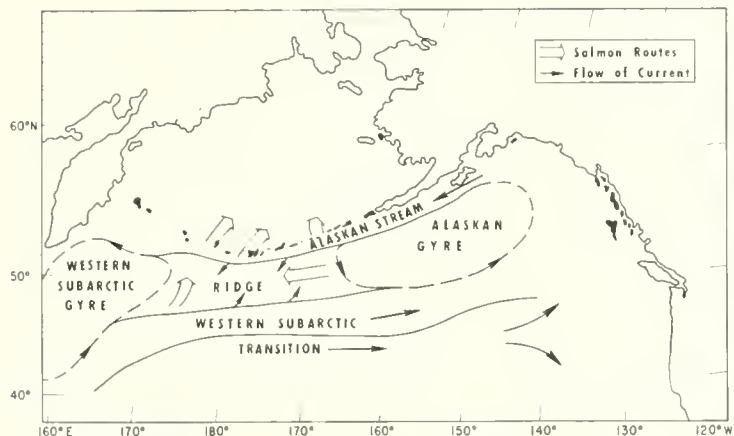 Salmon Routes
Flow of Current
60°N
50°
40°
ALASKAN STREAM
ALASKAN
GYRE
WESTERN
SUBARCTIC
GYRE
RIDGE
WESTERN SUBARCTIC
TRANSITION
160°E 170° 180° 170° 160° 150° 140° 130° 120°W